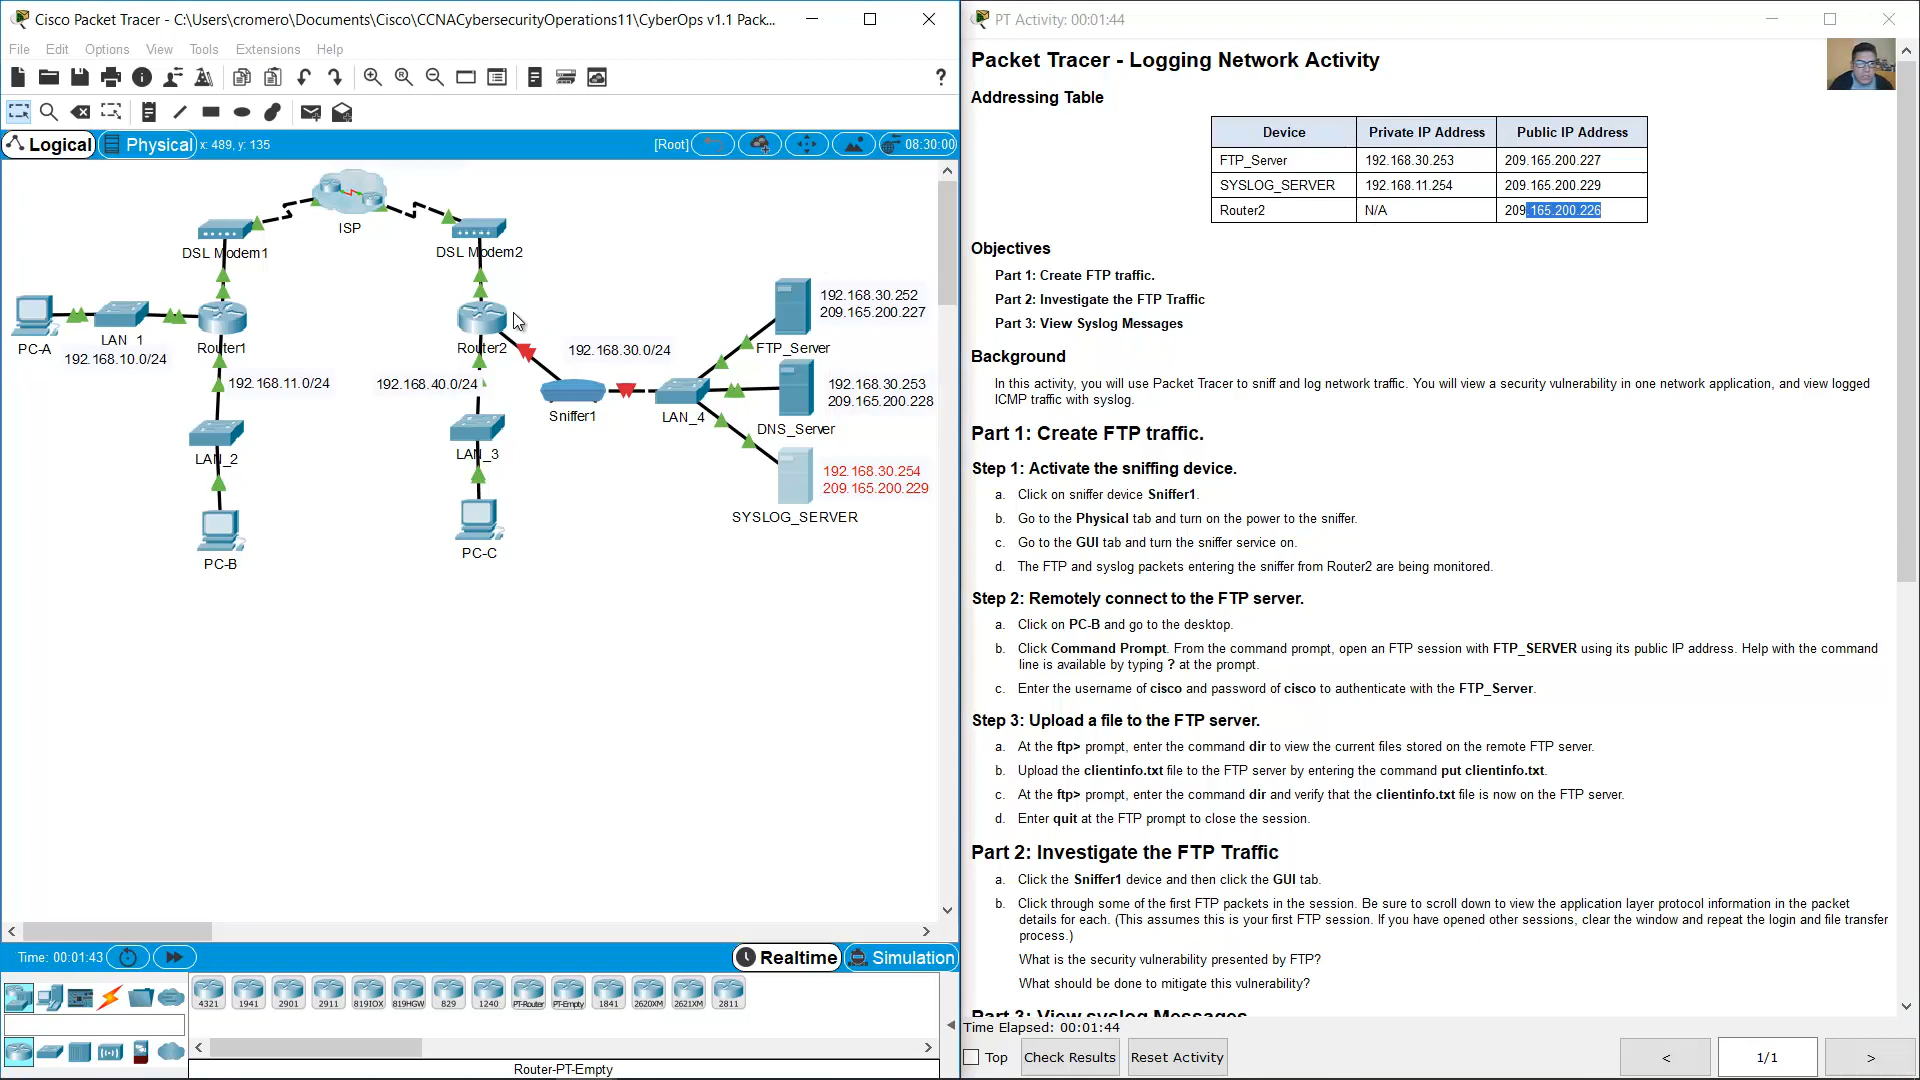 Cisco Packet Tracer - C:\Users\cromero\Documents\Cisco\CCNACybersecurityOperations11\CyberOps v1.1 Pack...
File Edit Options View Tools Extensions Help
?
Logical Physical x: 489, y: 135 [Root] 08:30:00
ISP
DSL Modem1
DSL Modem2
PC-A
LAN_1
192.168.10.0/24
Router1
192.168.11.0/24
LAN_2
PC-B
Router2
192.168.40.0/24
LAN_3
PC-C
192.168.30.0/24
Sniffer1
LAN_4
192.168.30.252
209.165.200.227
FTP_Server
192.168.30.253
209.165.200.228
DNS_Server
192.168.30.254
209.165.200.229
SYSLOG_SERVER
Time: 00:01:43 Realtime Simulation
4321 1941 2901 2911 819IOX 819HGW 829 1240 PT-Router PT-Empty 1841 2620XM 2621XM 2811
Router-PT-Empty
PT Activity: 00:01:44
Packet Tracer - Logging Network Activity
Addressing Table
Device Private IP Address Public IP Address
FTP_Server 192.168.30.253 209.165.200.227
SYSLOG_SERVER 192.168.11.254 209.165.200.229
Router2 N/A 209.165.200.226
Objectives
Part 1: Create FTP traffic.
Part 2: Investigate the FTP Traffic
Part 3: View Syslog Messages
Background
In this activity, you will use Packet Tracer to sniff and log network traffic. You will view a security vulnerability in one network application, and view logged
ICMP traffic with syslog.
Part 1: Create FTP traffic.
Step 1: Activate the sniffing device.
a. Click on sniffer device Sniffer1.
b. Go to the Physical tab and turn on the power to the sniffer.
c. Go to the GUI tab and turn the sniffer service on.
d. The FTP and syslog packets entering the sniffer from Router2 are being monitored.
Step 2: Remotely connect to the FTP server.
a. Click on PC-B and go to the desktop.
b. Click Command Prompt. From the command prompt, open an FTP session with FTP_SERVER using its public IP address. Help with the command
line is available by typing ? at the prompt.
c. Enter the username of cisco and password of cisco to authenticate with the FTP_Server.
Step 3: Upload a file to the FTP server.
a. At the ftp> prompt, enter the command dir to view the current files stored on the remote FTP server.
b. Upload the clientinfo.txt file to the FTP server by entering the command put clientinfo.txt.
c. At the ftp> prompt, enter the command dir and verify that the clientinfo.txt file is now on the FTP server.
d. Enter quit at the FTP prompt to close the session.
Part 2: Investigate the FTP Traffic
a. Click the Sniffer1 device and then click the GUI tab.
b. Click through some of the first FTP packets in the session. Be sure to scroll down to view the application layer protocol information in the packet
details for each. (This assumes this is your first FTP session. If you have opened other sessions, clear the window and repeat the login and file transfer
process.)
What is the security vulnerability presented by FTP?
What should be done to mitigate this vulnerability?
Part 3: View syslog Messages
Time Elapsed: 00:01:44
Top Check Results Reset Activity < 1/1 >